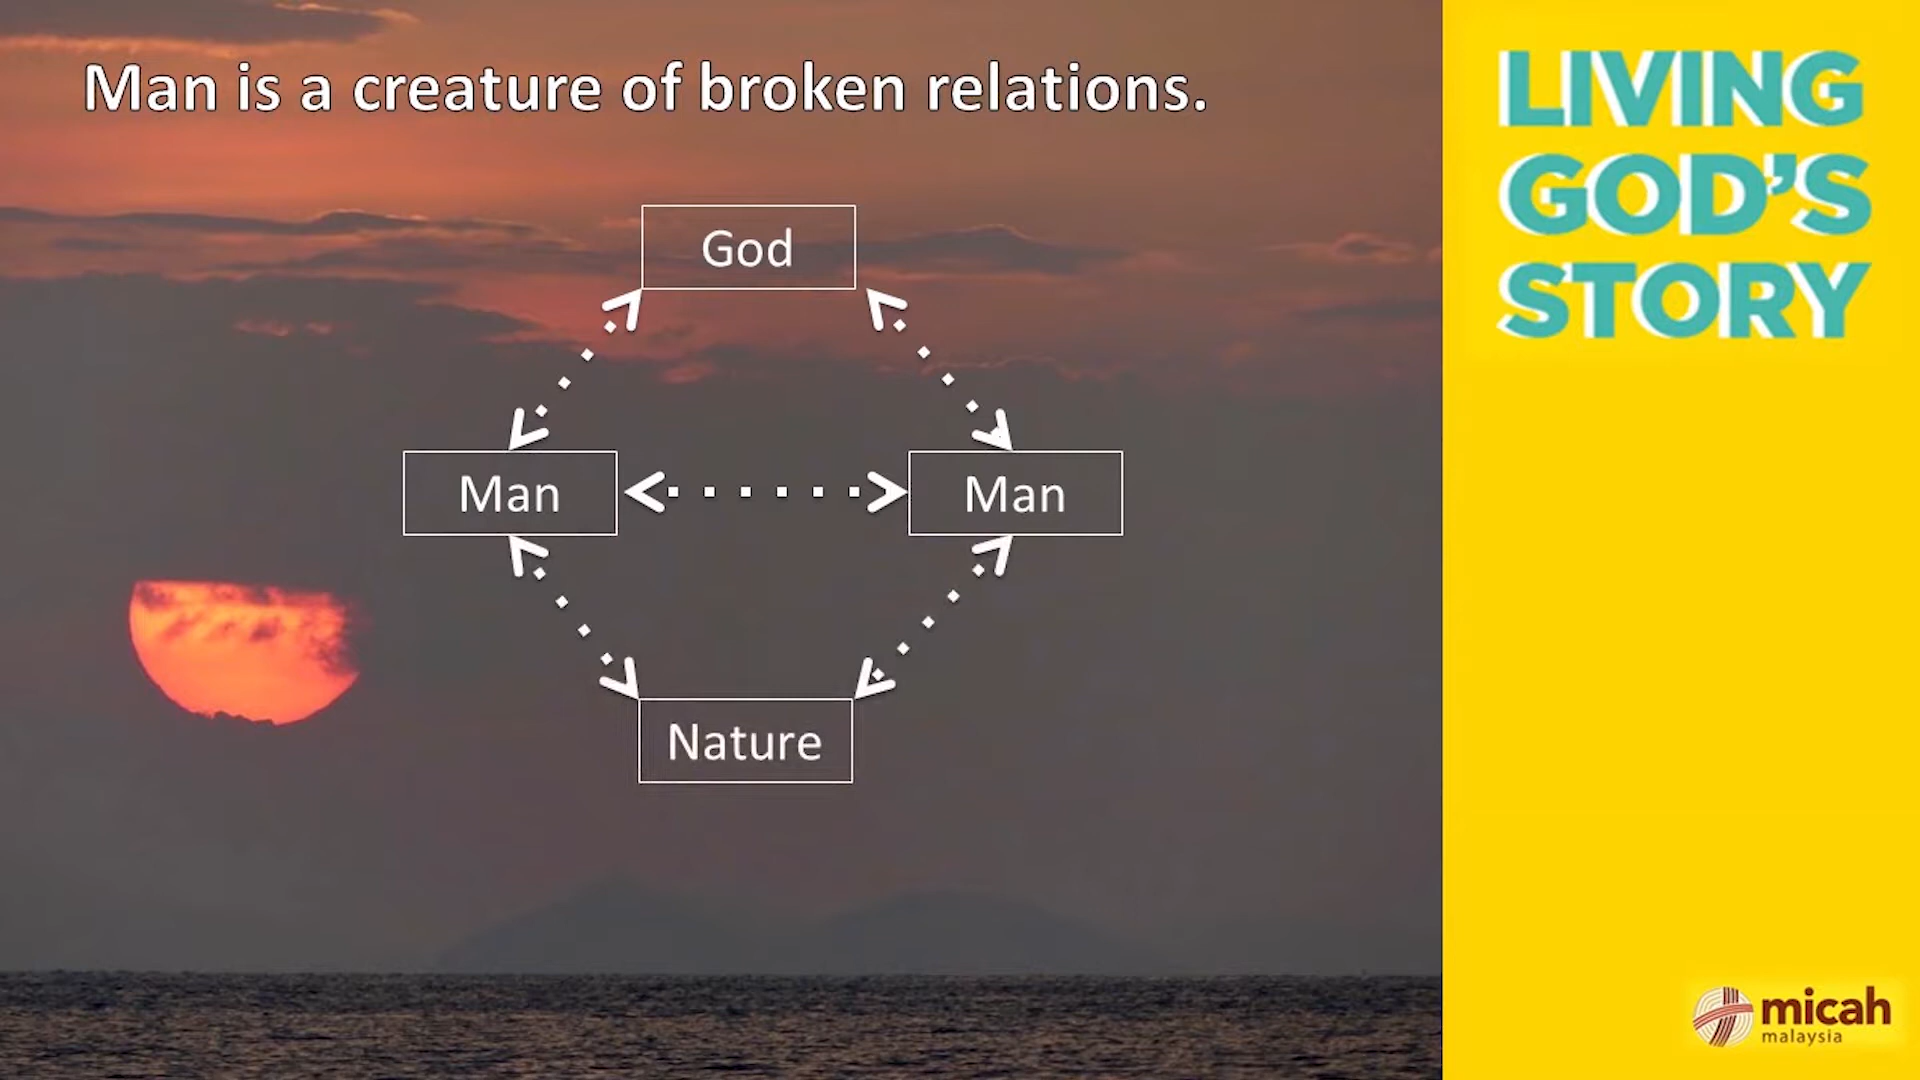 Man is a creature of broken relations.
God
Man
Man
Nature
LIVING
GOD'S
STORY
micah
malaysia